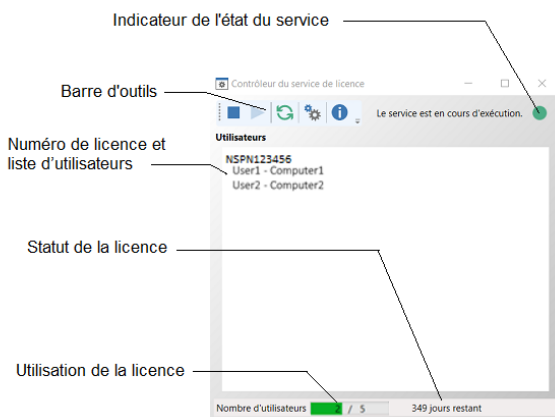 Indicateur de l'état du service
Contrôleur du service de licence
Barre d'outils
Le service est en cours d'exécution.
Utilisateurs
Numéro de licence et
liste d'utilisateurs
NSPN123456
User1 - Computer1
User2 - Computer2
Statut de la licence
Utilisation de la licence
Nombre d'utilisateurs 2 / 5 349 jours restant